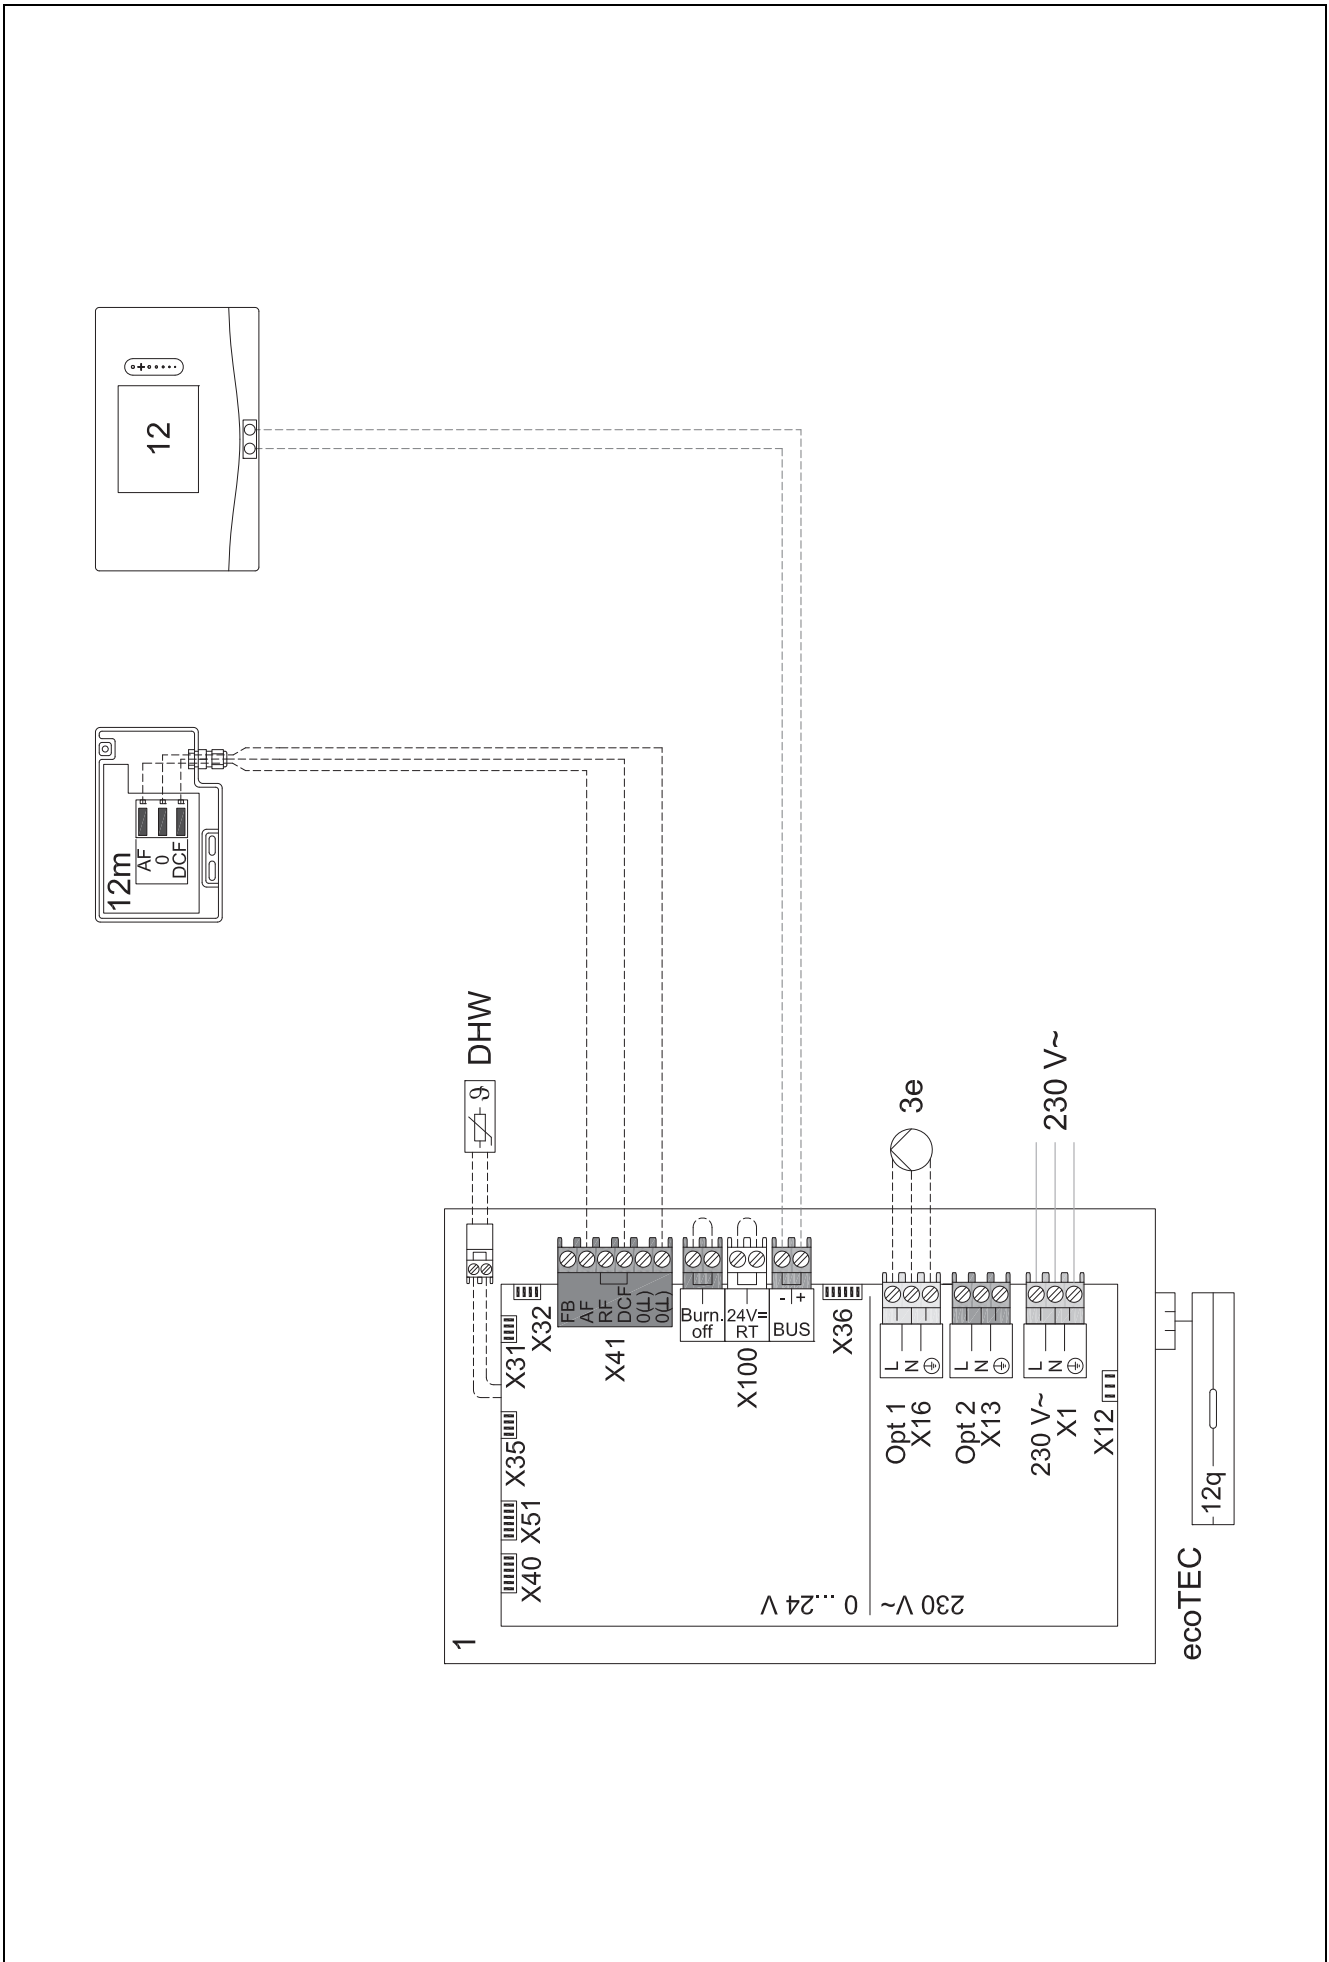 12
12m
AF
0
DCF
DHW
ϑ
3e
230 V~
X31
X32
FB
AF
RF
DCF
0(⊥)
0(⊥)
X41
Burn.
off
24V=
RT
X100
- +
BUS
X36
L
N
Opt 1
X16
L
N
Opt 2
X13
L
N
230 V~
X1
X12
X35
X51
X40
0 ...24 V
230 V~
1
12q
ecoTEC